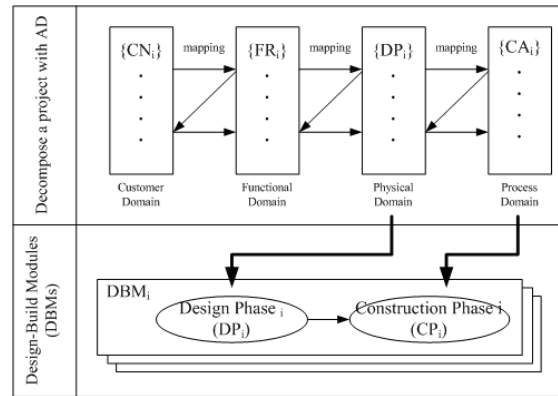 Decompose a project with AD
{CNi}
mapping
{FRi}
mapping
{DPi}
mapping
{CAi}
Customer
Domain
Functional
Domain
Physical
Domain
Process
Domain
Design-Build Modules
(DBMs)
DBMi
Design Phase i
(DPi)
Construction Phase i
(CPi)